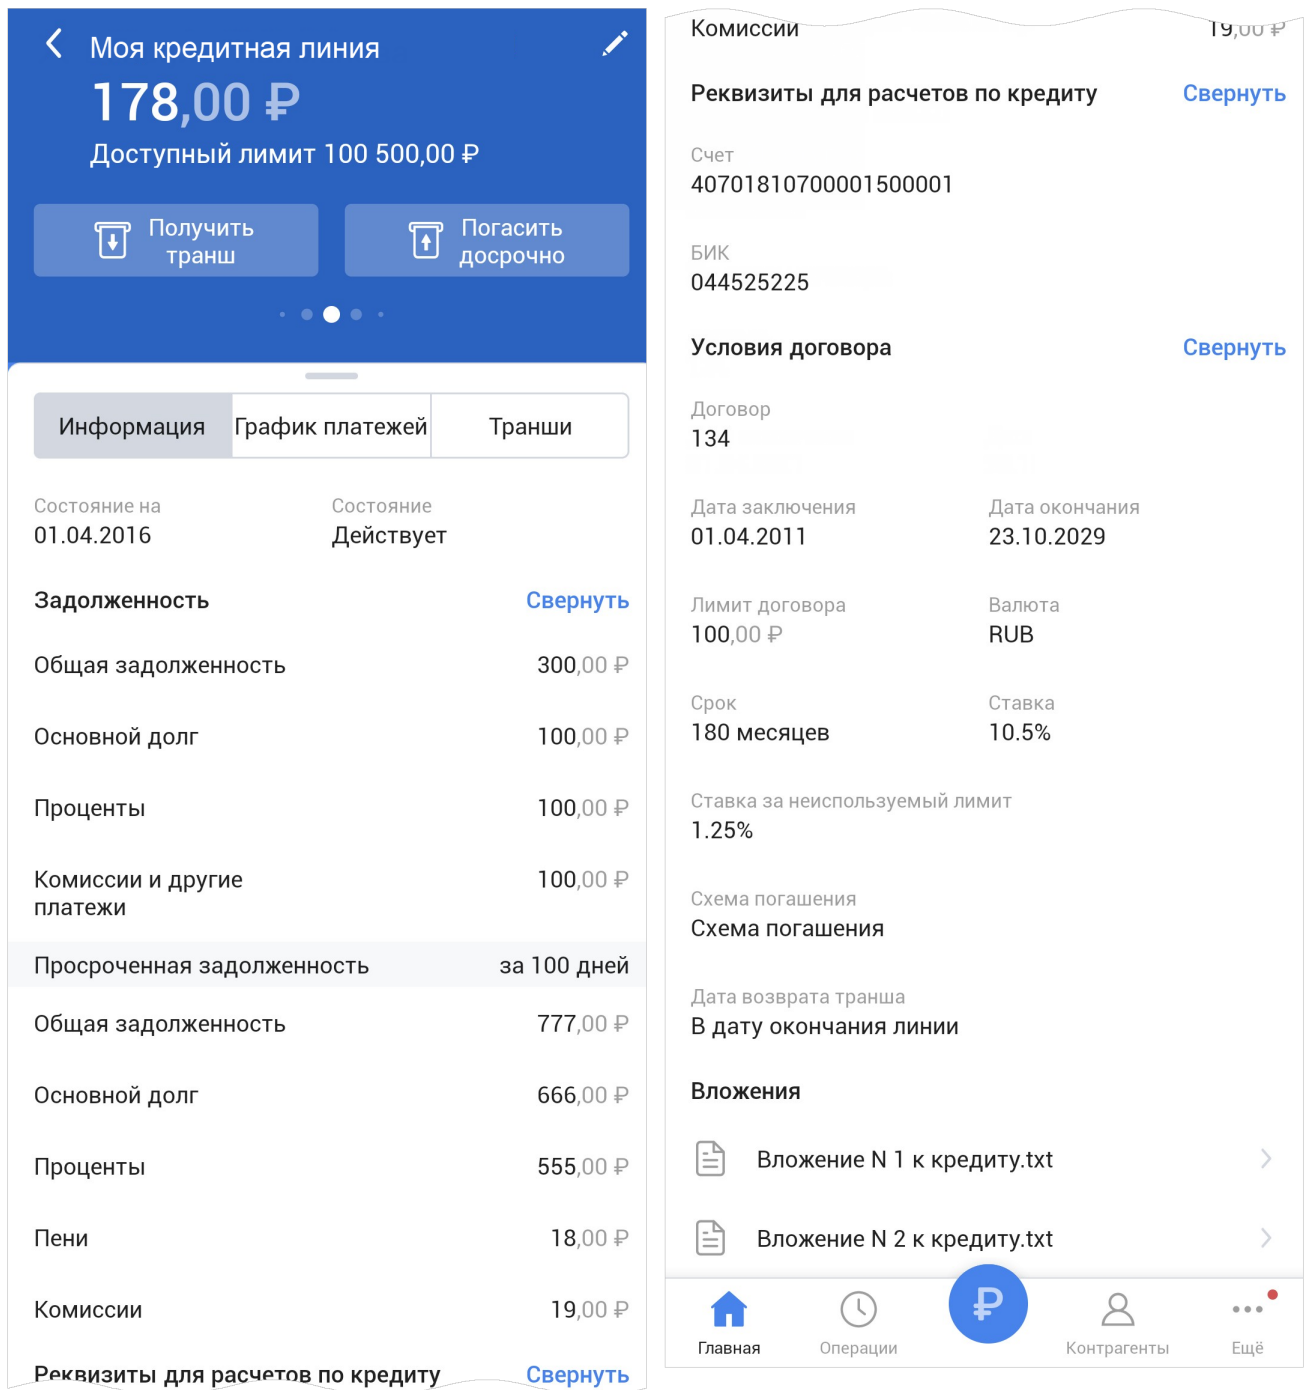 Моя кредитная линия
178,00 ₽
Доступный лимит 100 500,00 ₽
Получить
транш
Погасить
досрочно
Информация
График платежей
Транши
Состояние на
01.04.2016
Состояние
Действует
Задолженность Свернуть
Общая задолженность 300,00 ₽
Основной долг 100,00 ₽
Проценты 100,00 ₽
Комиссии и другие
платежи 100,00 ₽
Просроченная задолженность за 100 дней
Общая задолженность 777,00 ₽
Основной долг 666,00 ₽
Проценты 555,00 ₽
Пени 18,00 ₽
Комиссии 19,00 ₽
Реквизиты для расчетов по кредиту Свернуть
Комиссии 19,00 ₽
Реквизиты для расчетов по кредиту Свернуть
Счет
40701810700001500001
БИК
044525225
Условия договора Свернуть
Договор
134
Дата заключения
01.04.2011
Дата окончания
23.10.2029
Лимит договора
100,00 ₽
Валюта
RUB
Срок
180 месяцев
Ставка
10.5%
Ставка за неиспользуемый лимит
1.25%
Схема погашения
Схема погашения
Дата возврата транша
В дату окончания линии
Вложения
Вложение N 1 к кредиту.txt
Вложение N 2 к кредиту.txt
₽
Главная
Операции
Контрагенты
Ещё